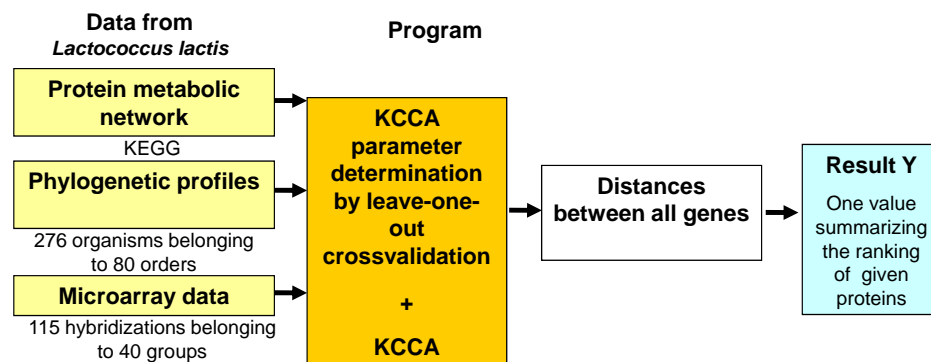 Data from
Lactococcus lactis
Program
Protein metabolic
network
KEGG
Phylogenetic profiles
276 organisms belonging
to 80 orders
Microarray data
115 hybridizations belonging
to 40 groups
KCCA
parameter
determination
by leave-one-
out
crossvalidation
+
KCCA
Distances
between all genes
Result Y
One value
summarizing
the ranking
of given
proteins